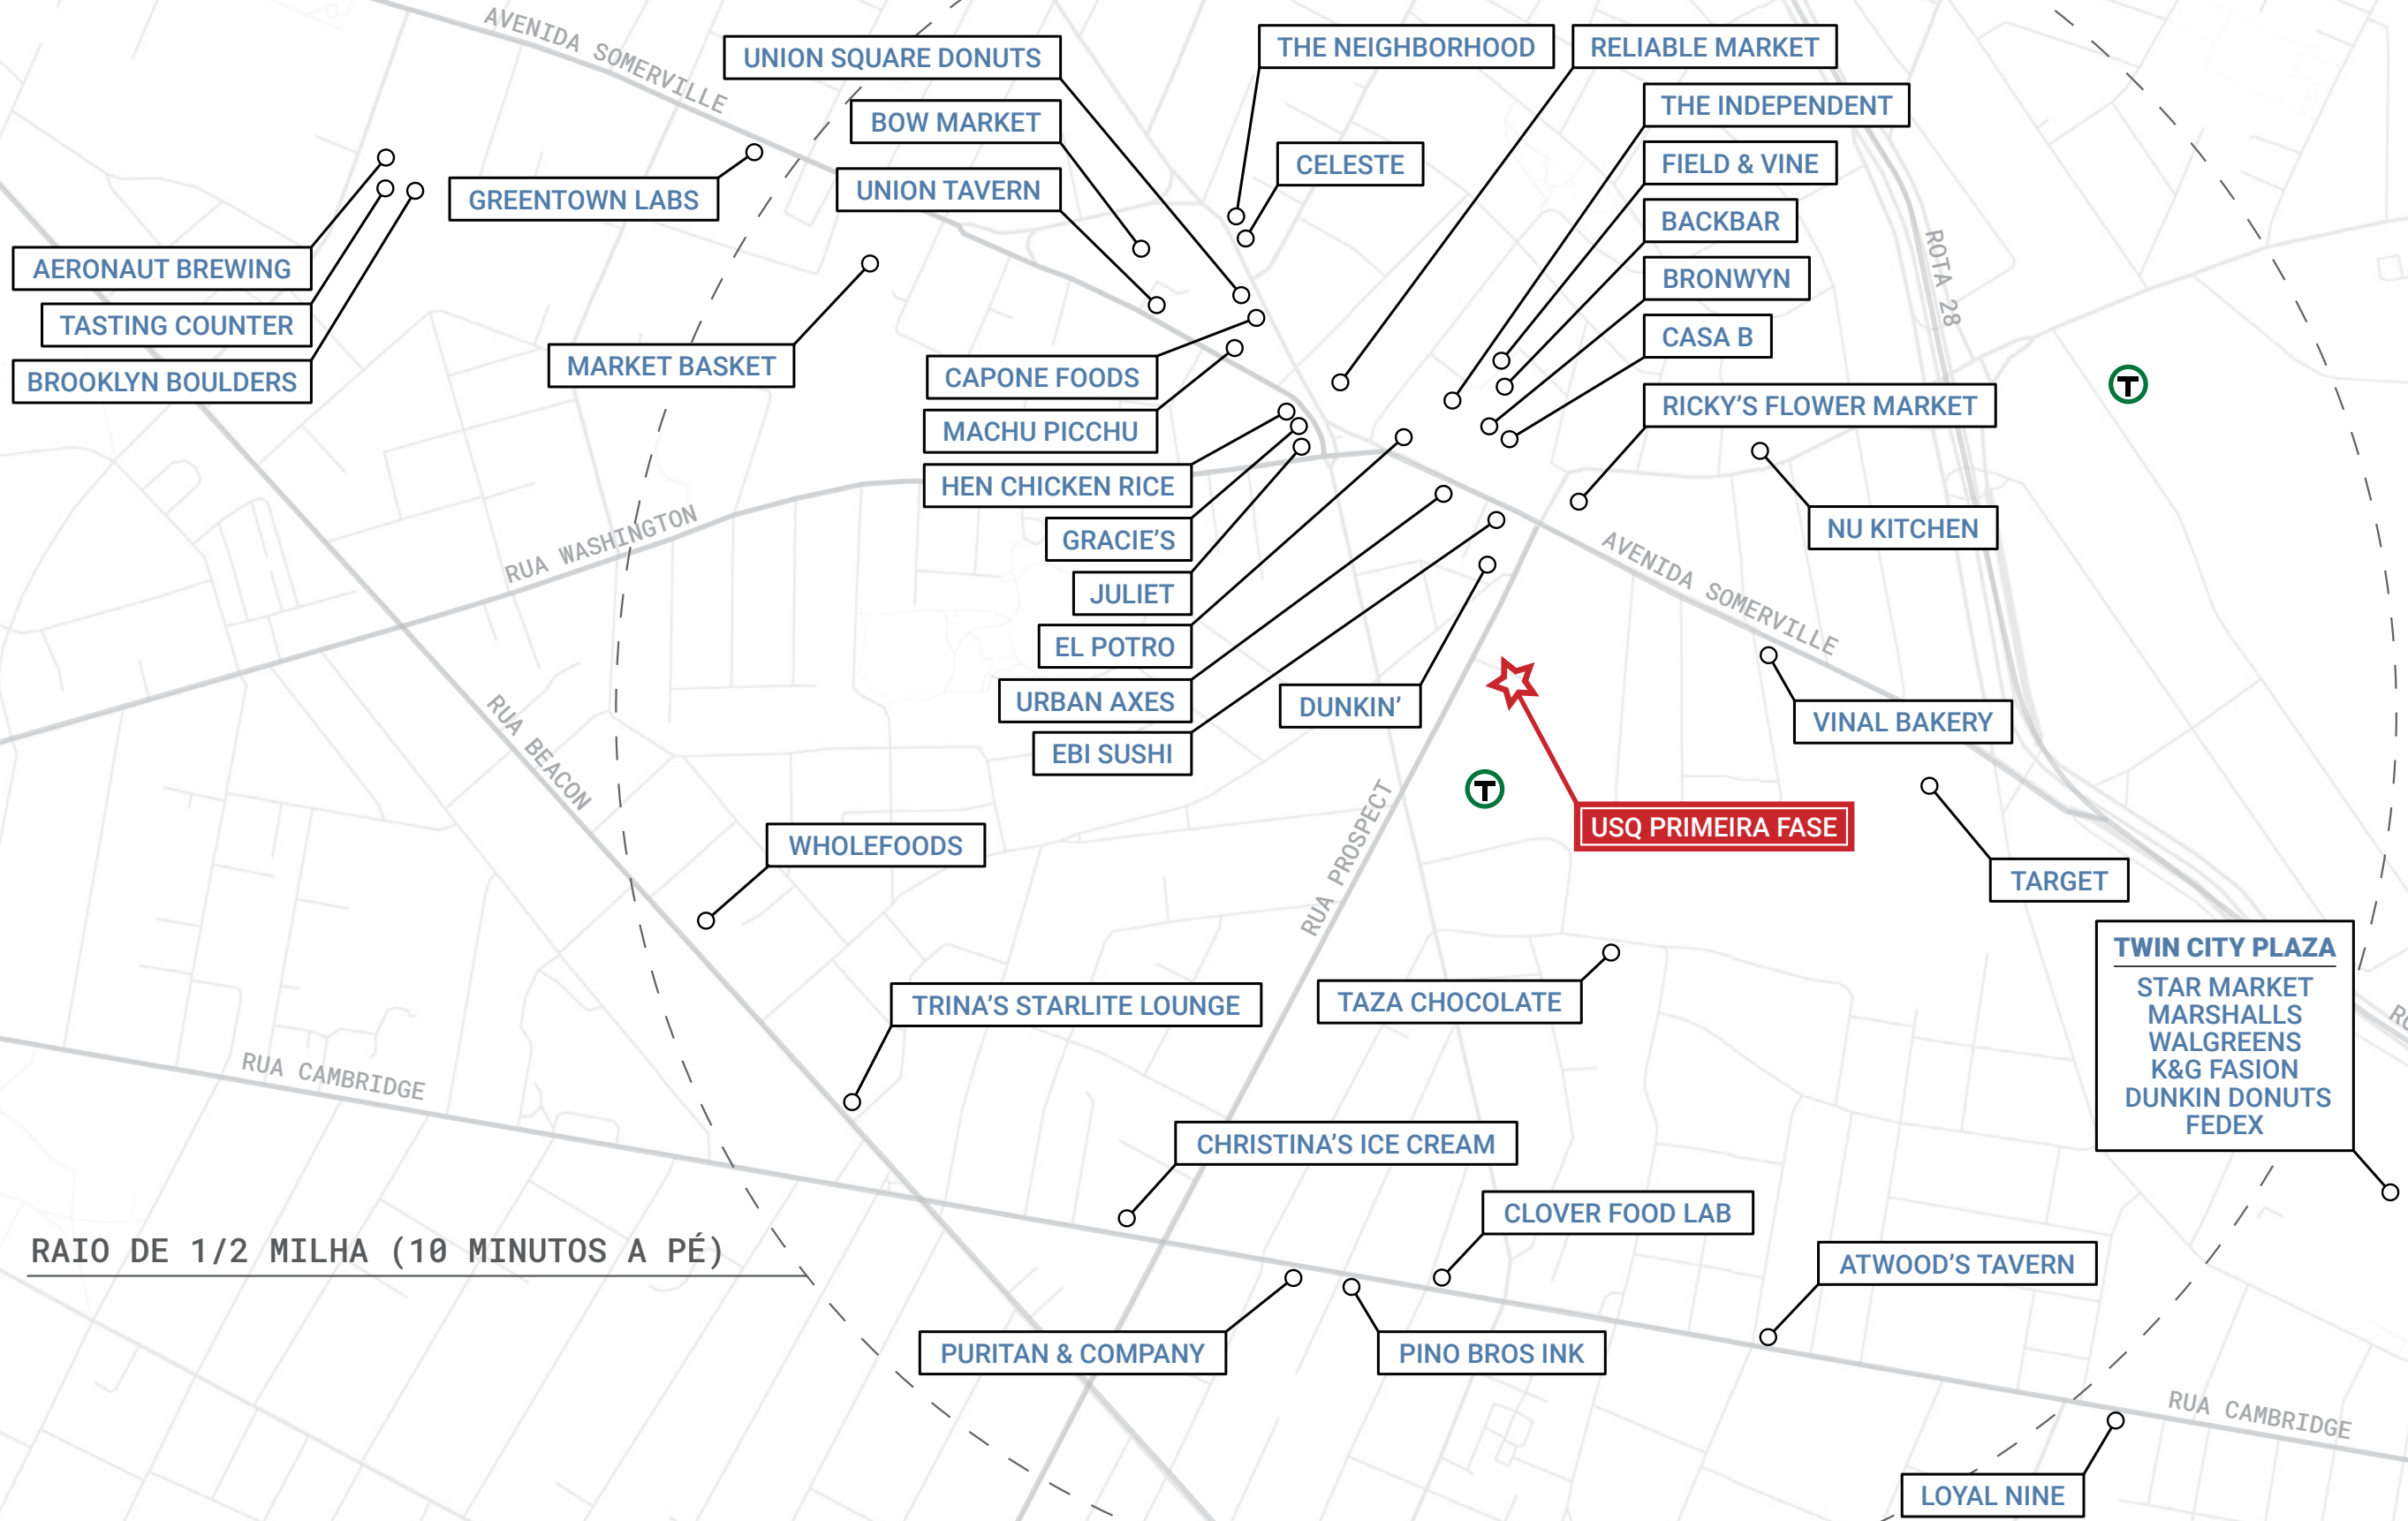 AVENIDA SOMERVILLE
UNION SQUARE DONUTS
THE NEIGHBORHOOD
RELIABLE MARKET
BOW MARKET
THE INDEPENDENT
CELESTE
FIELD & VINE
GREENTOWN LABS
UNION TAVERN
BACKBAR
AERONAUT BREWING
BRONWYN
ROTA 28
TASTING COUNTER
CASA B
BROOKLYN BOULDERS
MARKET BASKET
CAPONE FOODS
RICKY’S FLOWER MARKET
T
MACHU PICCHU
HEN CHICKEN RICE
NU KITCHEN
RUA WASHINGTON
GRACIE’S
AVENIDA SOMERVILLE
JULIET
EL POTRO
URBAN AXES
DUNKIN’
VINAL BAKERY
RUA BEACON
EBI SUSHI
T
USQ PRIMEIRA FASE
WHOLEFOODS
RUA PROSPECT
TARGET
TWIN CITY PLAZA
STAR MARKET
MARSHALLS
WALGREENS
K&G FASION
DUNKIN DONUTS
FEDEX
TRINA’S STARLITE LOUNGE
TAZA CHOCOLATE
RUA CAMBRIDGE
CHRISTINA’S ICE CREAM
CLOVER FOOD LAB
RAIO DE 1/2 MILHA (10 MINUTOS A PÉ)
ATWOOD’S TAVERN
PURITAN & COMPANY
PINO BROS INK
RUA CAMBRIDGE
LOYAL NINE